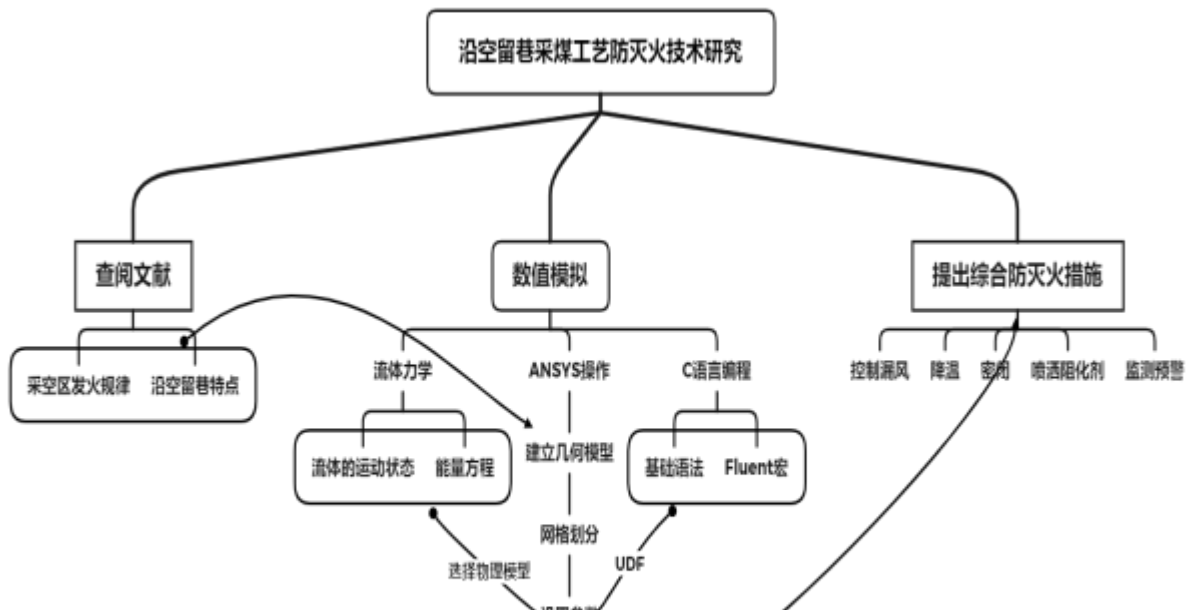 沿空留巷采煤工艺防灭火技术研究
查阅文献
数值模拟
提出综合防灭火措施
采空区发火规律 沿空留巷特点
流体力学 ANSYS操作 C语言编程
控制漏风 降温 密闭 喷洒阻化剂 监测预警
建立几何模型
流体的运动状态 能量方程
基础语法 Fluent宏
网格划分
选择物理模型
UDF